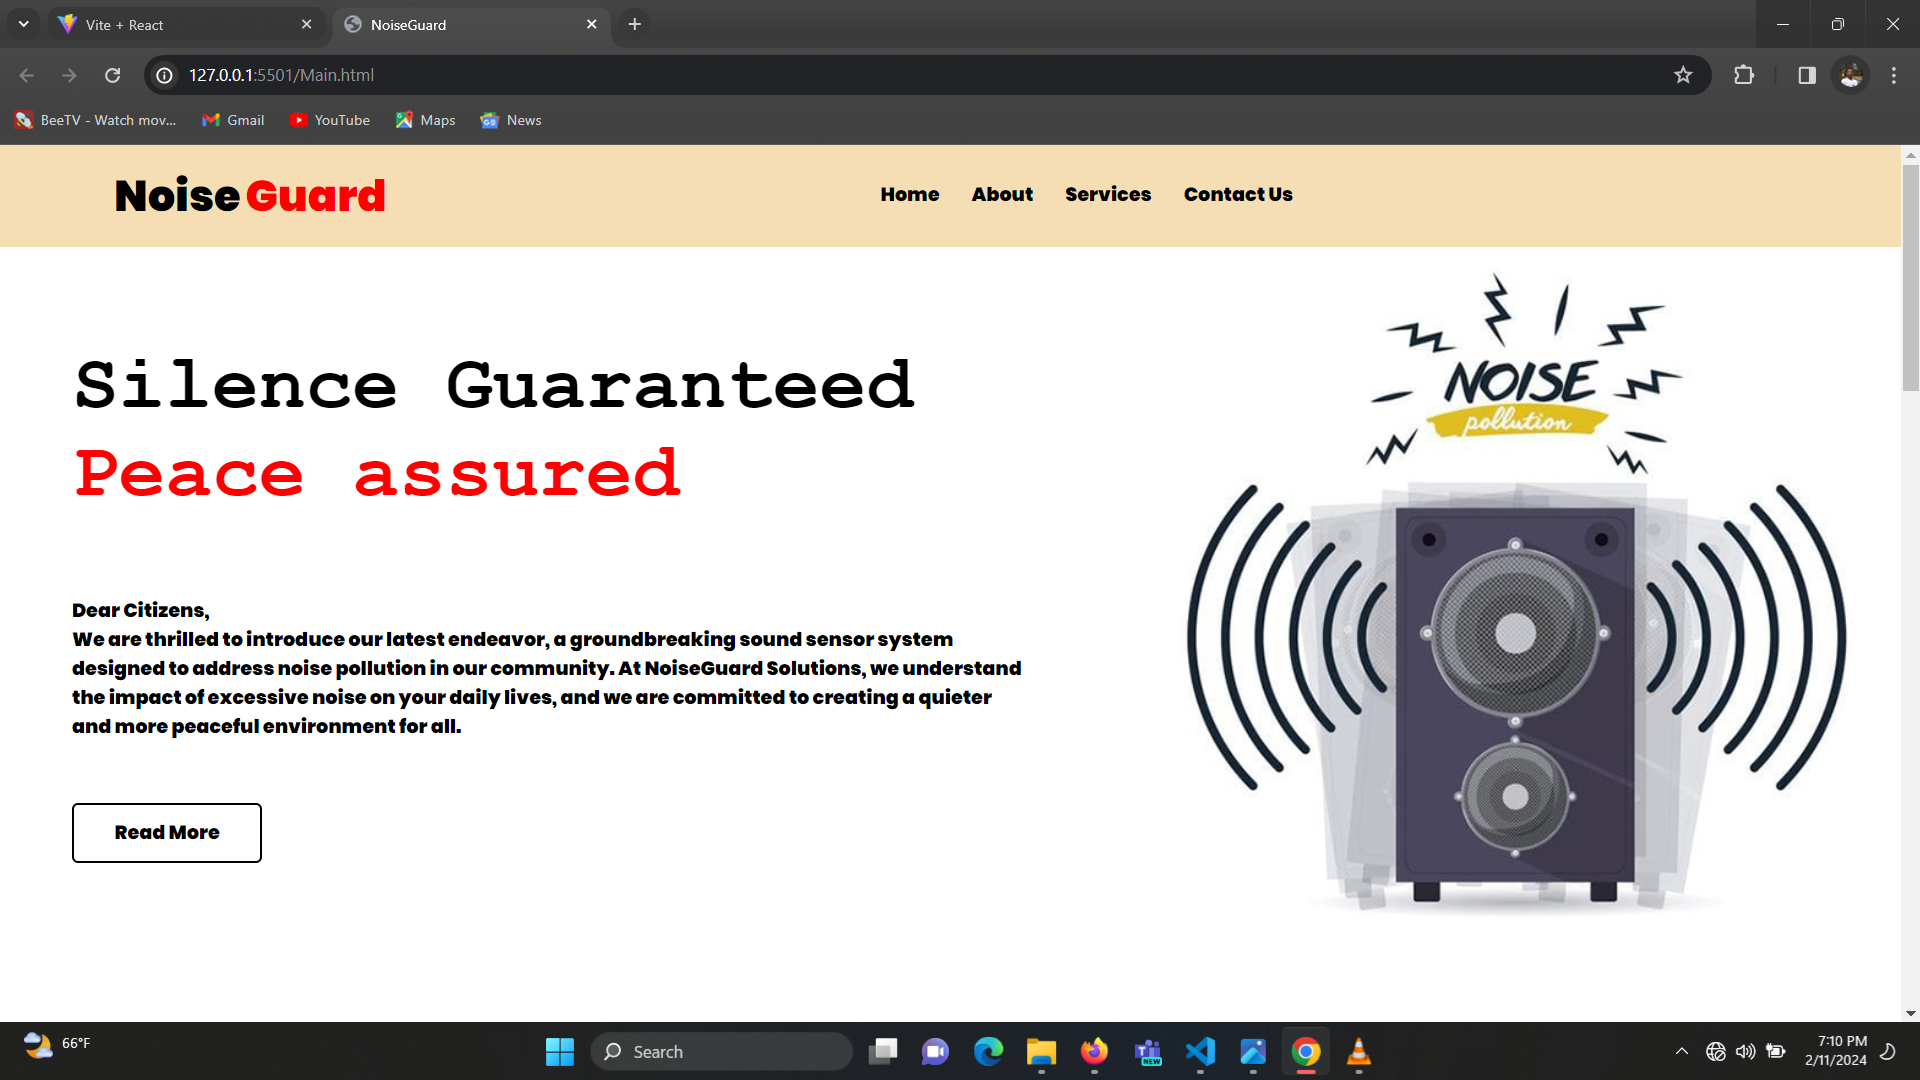 Vite + React
NoiseGuard
127.0.0.1:5501/Main.html
BeeTV - Watch mov...
Gmail
YouTube
Maps
News
Noise Guard
Home
About
Services
Contact Us
Silence Guaranteed
Peace assured
NOISE
pollution
Dear Citizens,
We are thrilled to introduce our latest endeavor, a groundbreaking sound sensor system
designed to address noise pollution in our community. At NoiseGuard Solutions, we understand
the impact of excessive noise on your daily lives, and we are committed to creating a quieter
and more peaceful environment for all.
Read More
66°F
Search
NEW
7:10 PM
2/11/2024